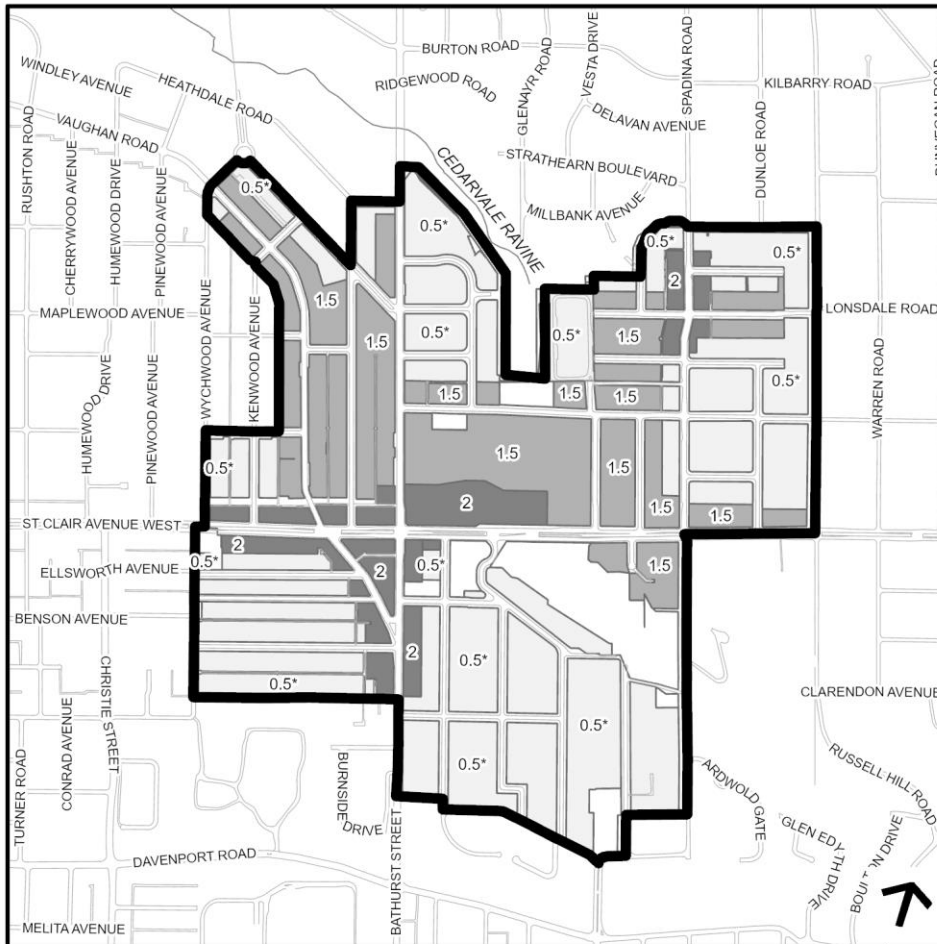 BURTON ROAD
WINDLEY AVENUE
HEATHDALE ROAD
RIDGEWOOD ROAD
GLENAYR ROAD
VESTA DRIVE
SPADINA ROAD
KILBARRY ROAD
VAUGHAN ROAD
DELAVAN AVENUE
DUNLOE ROAD
RUSHTON ROAD
CHERRYWOOD AVENUE
HUMEWOOD DRIVE
PINEWOOD AVENUE
STRATHEARN BOULEVARD
CEDARVALE RAVINE
MILLBANK AVENUE
0.5*
0.5*
0.5*
0.5*
2
1.5
MAPLEWOOD AVENUE
LONSDALE ROAD
0.5*
0.5*
1.5
1.5
WYCHWOOD AVENUE
KENWOOD AVENUE
WARREN ROAD
0.5*
1.5
1.5
1.5
HUMEWOOD DRIVE
PINEWOOD AVENUE
1.5
1.5
0.5*
1.5
2
1.5
ST CLAIR AVENUE WEST
2
0.5*
0.5*
1.5
ELLSWORTH AVENUE
2
BENSON AVENUE
2
0.5*
0.5*
CHRISTIE STREET
CLARENDON AVENUE
0.5*
CONRAD AVENUE
TURNER ROAD
BURNSIDE
DRIVE
BATHURST STREET
0.5*
ARDWOLD GATE
RUSSELL HILL ROAD
GLEN ED
TH DRIVE
DAVENPORT ROAD
MELITA AVENUE